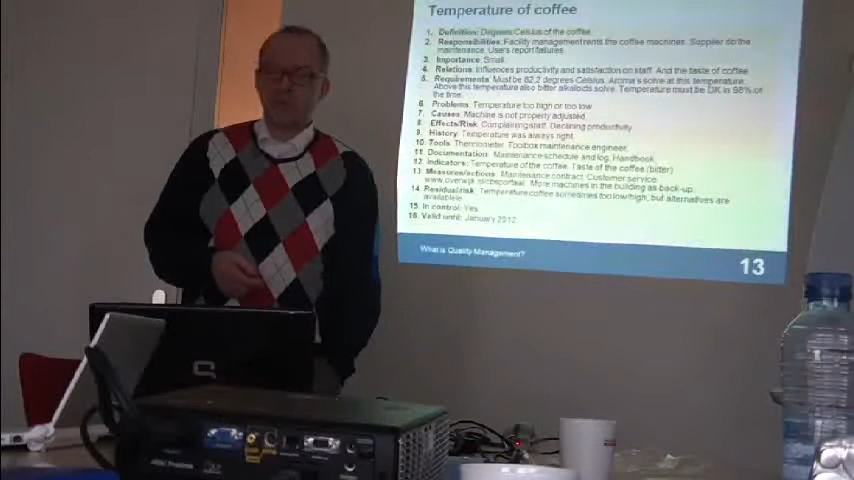 Temperature of coffee
1. Definition: Degrees Celsius of the coffee.
2. Responsibilities: Facility management rents the coffee machines. Supplier do the
maintenance. Users report failures.
3. Importance: Small.
4. Relations: Influences productivity and satisfaction of staff. And the taste of coffee
5. Requirements: Must be 82,2 degrees Celsius. Aroma's solve at this temperature.
Above this temperature also bitter alkaloids solve. Temperature must be OK in 98% of
the time.
6. Problems: Temperature too high or too low
7. Causes: Machine is not properly adjusted.
8. Effects/Risk: Complaining staff. Declining productivity
9. History: Temperature was always right.
10. Tools: Thermometer. Toolbox maintenance engineer.
11. Documentation: Maintenance schedule and log. Handbook
12. Indicators: Temperature of the coffee. Taste of the coffee (bitter)
13. Measures/actions: Maintenance contract. Customer service:
More machines in the building as back-up.
14. Residual risk: Temperature coffee sometimes too low/high, but alternatives are
available.
15. In control: Yes
16. Valid until: January 2012
What is Quality Management?
13